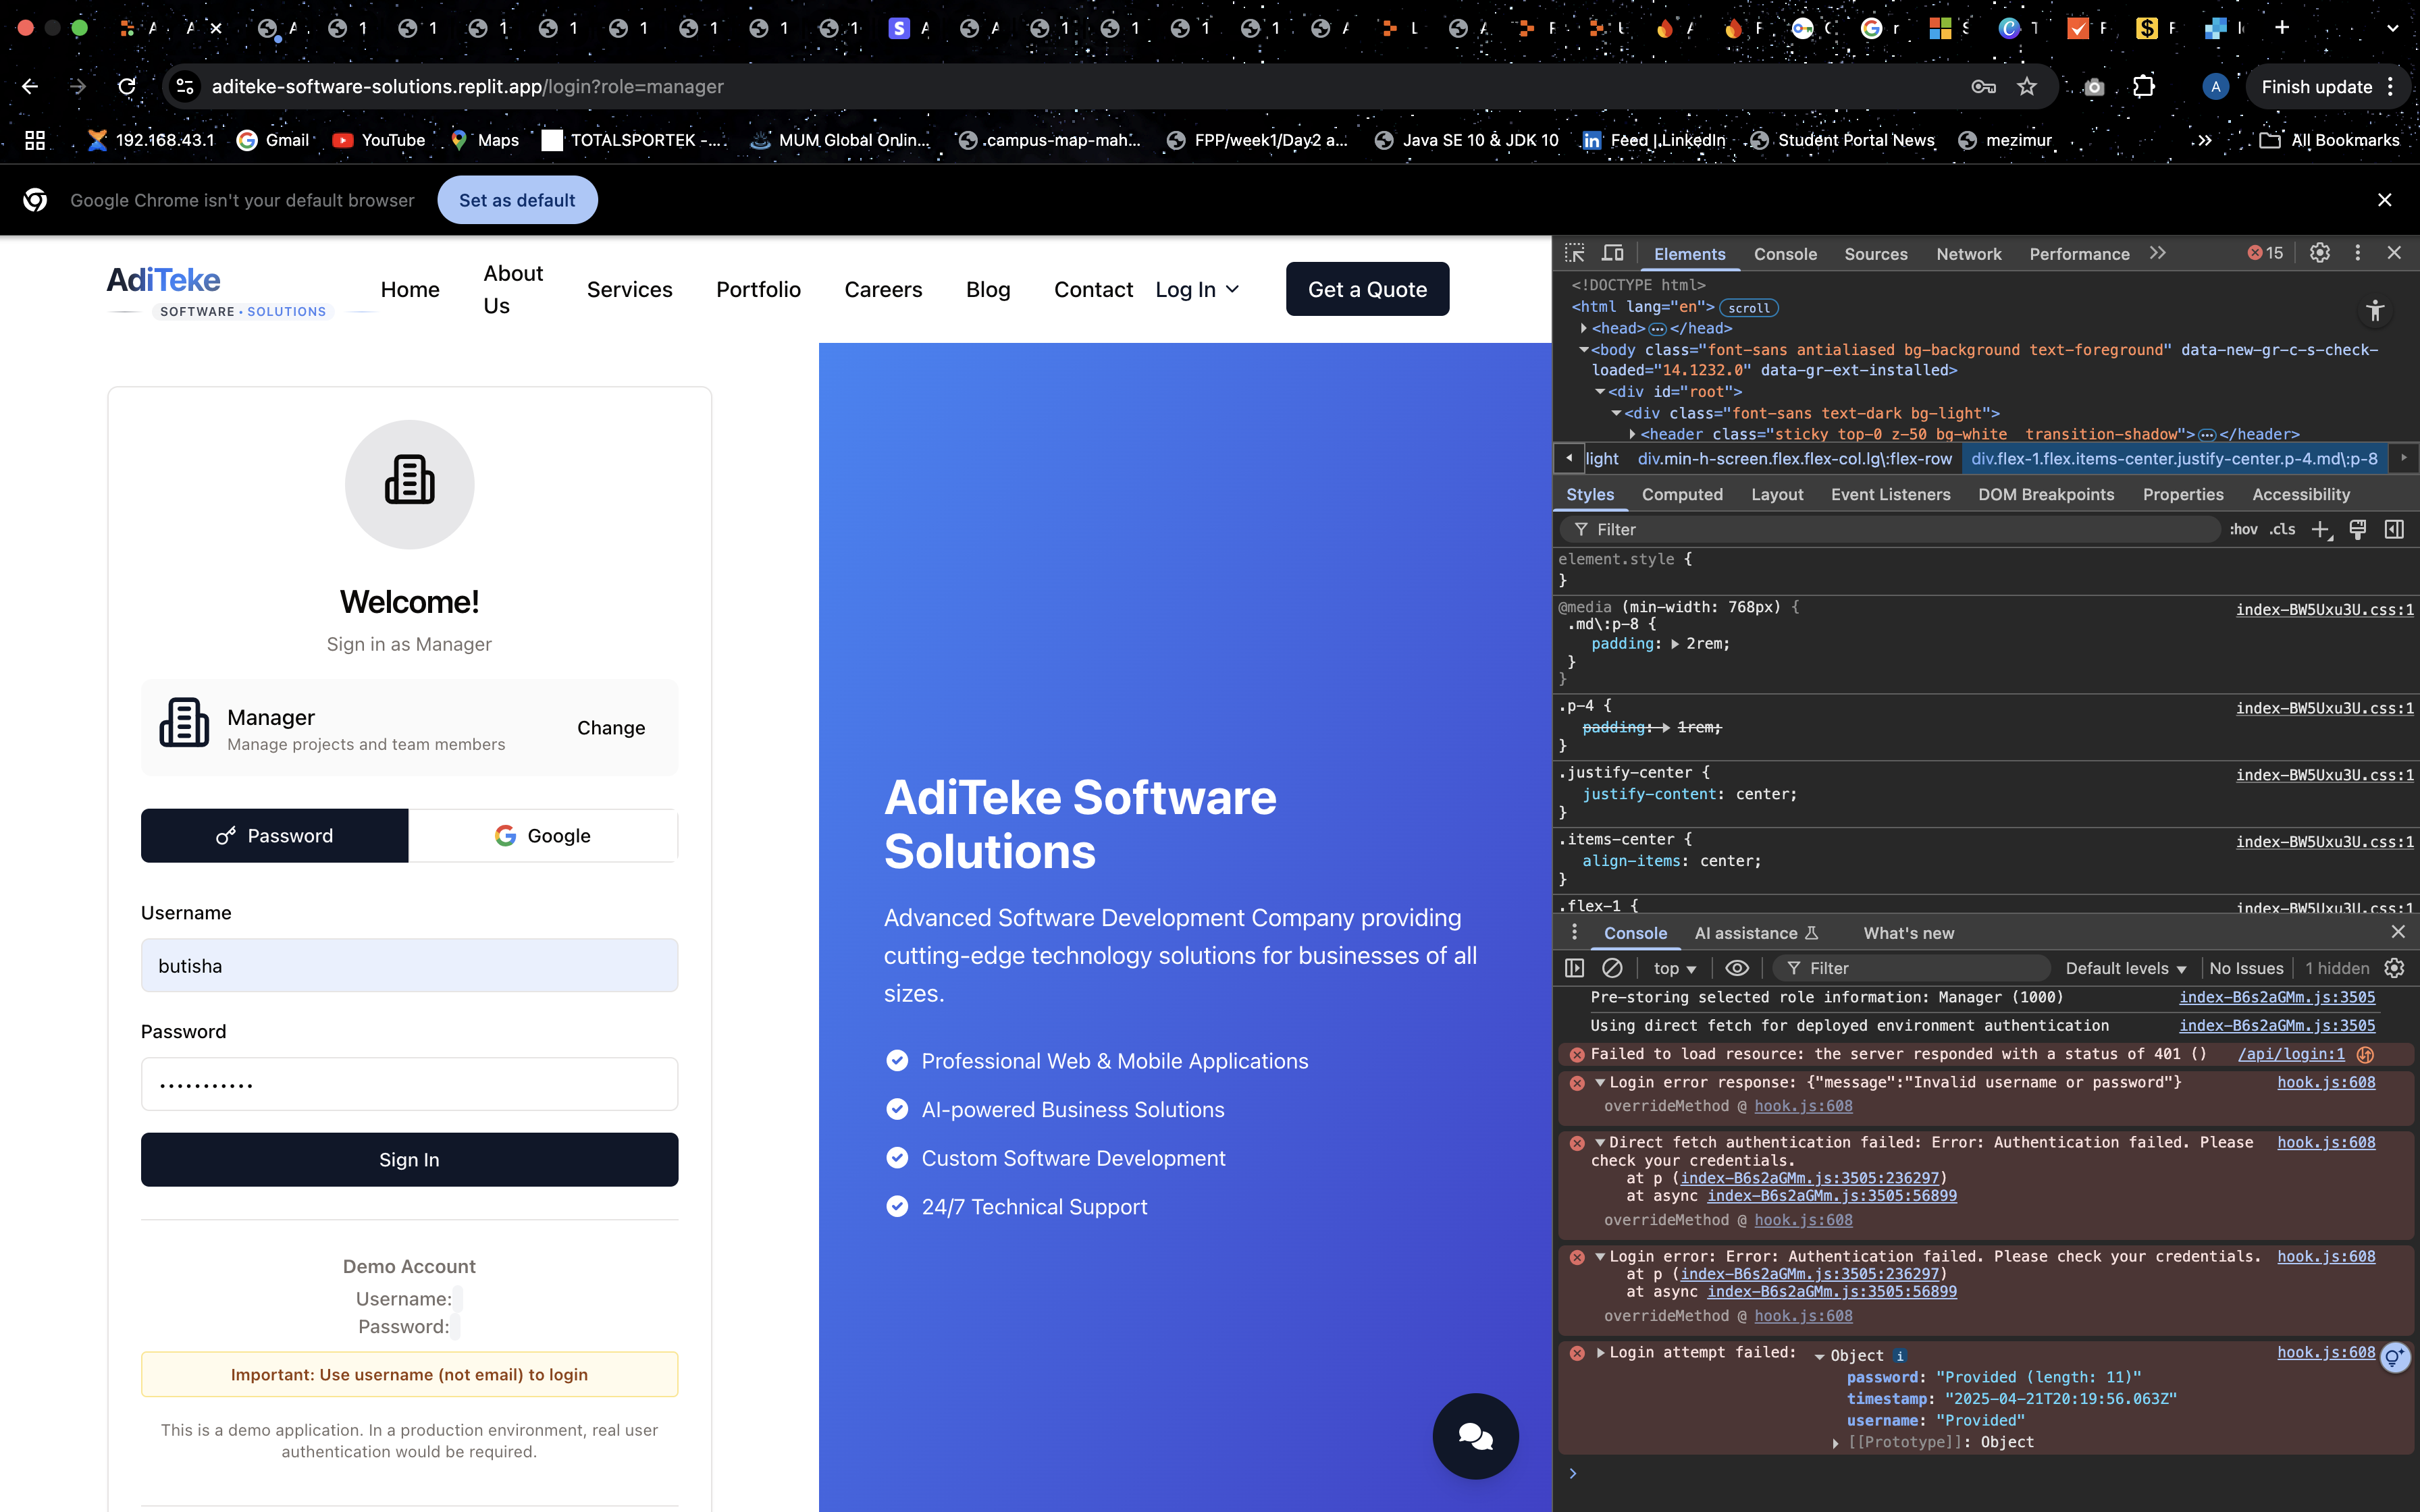 aditeke-software-solutions.replit.app/login?role=manager
Finish update
192.168.43.1
Gmail
YouTube
Maps
TOTALSPORTEK -...
MUM Global Onlin...
.campus-map-mah...
FPP/week1/Day2 a...
Java SE 10 & JDK 10
Feed | LinkedIn
Student Portal News
mezimur
All Bookmarks
Google Chrome isn't your default browser
Set as default
AdiTeke
SOFTWARE • SOLUTIONS
Home
About
Us
Services
Portfolio
Careers
Blog
Contact
Log In
Get a Quote
Welcome!
Sign in as Manager
Manager
Manage projects and team members
Change
Password
Google
Username
butisha
Password
•••••••••••
Sign In
Demo Account
Username:
Password:
Important: Use username (not email) to login
This is a demo application. In a production environment, real user
authentication would be required.
AdiTeke Software
Solutions
Advanced Software Development Company providing
cutting-edge technology solutions for businesses of all
sizes.
Professional Web & Mobile Applications
AI-powered Business Solutions
Custom Software Development
24/7 Technical Support
Elements
Console
Sources
Network
Performance
15
<!DOCTYPE html>
<html lang="en"> scroll
<head> </head>
<body class="font-sans antialiased bg-background text-foreground" data-new-gr-c-s-check-
loaded="14.1232.0" data-gr-ext-installed>
<div id="root">
<div class="font-sans text-dark bg-light">
<header class="sticky top-0 z-50 bg-white  transition-shadow"> </header>
light div.min-h-screen.flex.flex-col.lg\:flex-row div.flex-1.flex.items-center.justify-center.p-4.md\:p-8
Styles
Computed
Layout
Event Listeners
DOM Breakpoints
Properties
Accessibility
Filter
:hov .cls
element.style {
}
@media (min-width: 768px) { index-BW5Uxu3U.css:1
.md\:p-8 {
padding: 2rem;
}
}
.p-4 { index-BW5Uxu3U.css:1
padding: 1rem;
}
.justify-center { index-BW5Uxu3U.css:1
justify-content: center;
}
.items-center { index-BW5Uxu3U.css:1
align-items: center;
}
.flex-1 { index-BW5Uxu3U.css:1
Console
AI assistance
What's new
top
Filter
Default levels
No Issues
1 hidden
Pre-storing selected role information: Manager (1000) index-B6s2aGMm.js:3505
Using direct fetch for deployed environment authentication index-B6s2aGMm.js:3505
Failed to load resource: the server responded with a status of 401 () /api/login:1
Login error response: {"message":"Invalid username or password"} hook.js:608
overrideMethod @ hook.js:608
Direct fetch authentication failed: Error: Authentication failed. Please hook.js:608
check your credentials.
at p (index-B6s2aGMm.js:3505:236297)
at async index-B6s2aGMm.js:3505:56899
overrideMethod @ hook.js:608
Login error: Error: Authentication failed. Please check your credentials. hook.js:608
at p (index-B6s2aGMm.js:3505:236297)
at async index-B6s2aGMm.js:3505:56899
overrideMethod @ hook.js:608
Login attempt failed: Object hook.js:608
password: "Provided (length: 11)"
timestamp: "2025-04-21T20:19:56.063Z"
username: "Provided"
[[Prototype]]: Object